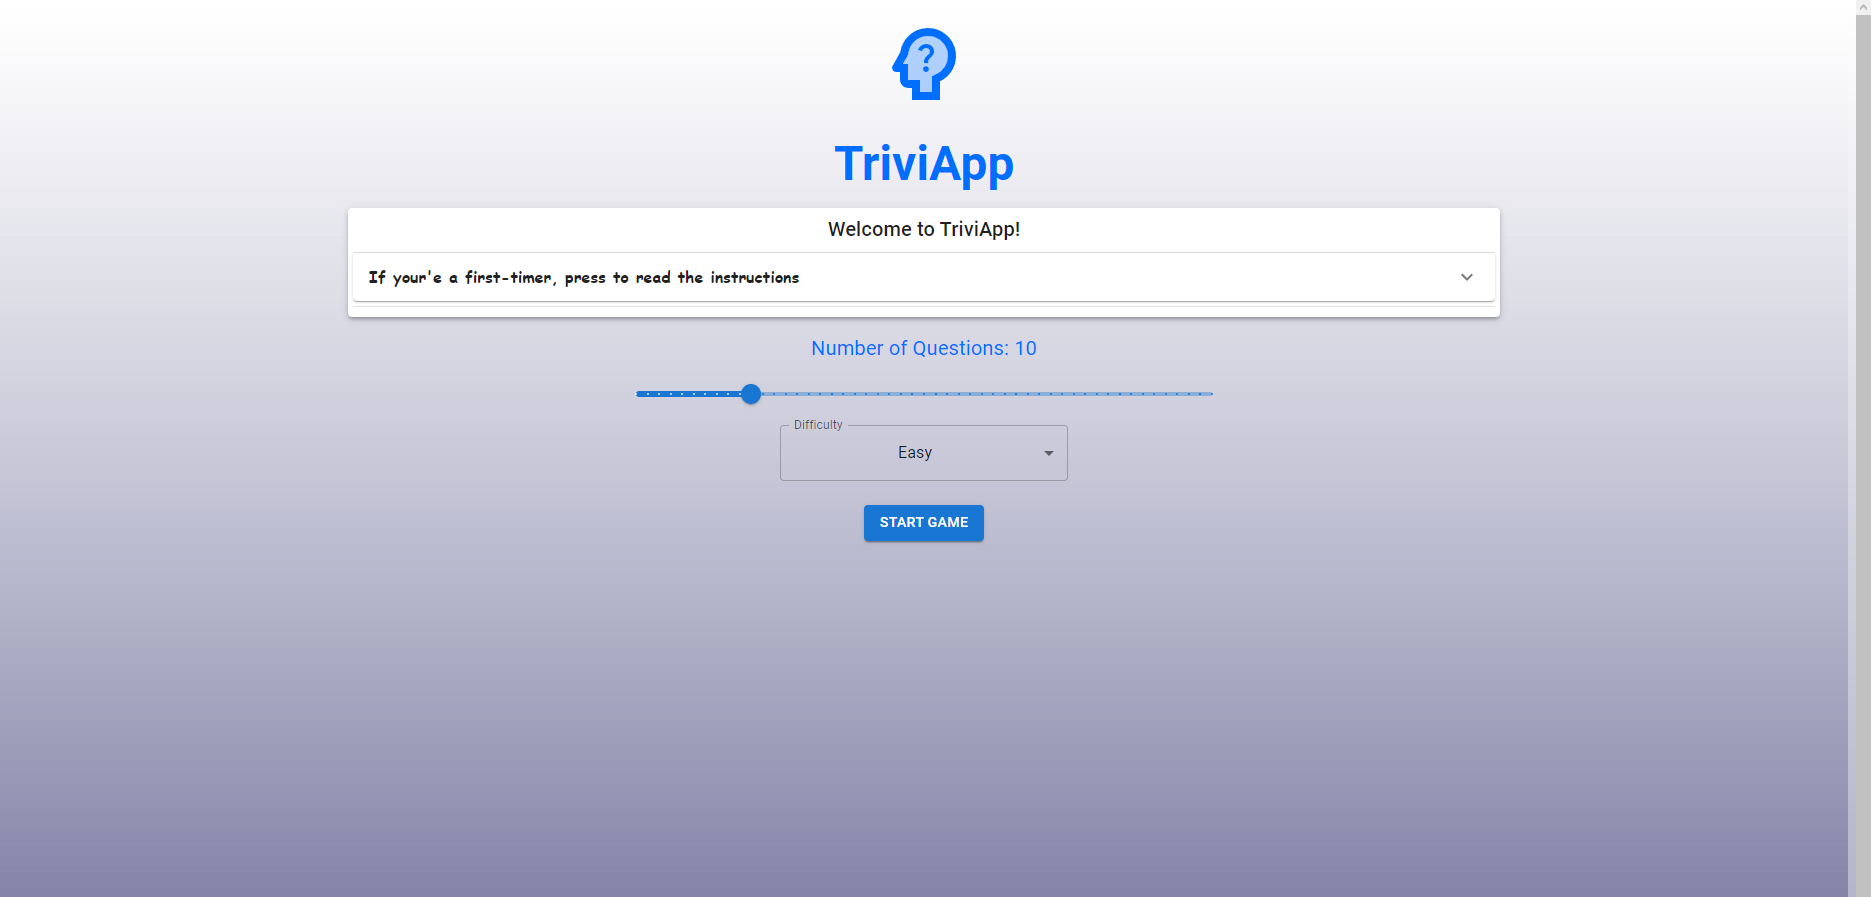 ?
TriviApp
Welcome to TriviApp!
If your'e a first-timer, press to read the instructions
Number of Questions: 10
Difficulty
Easy
START GAME